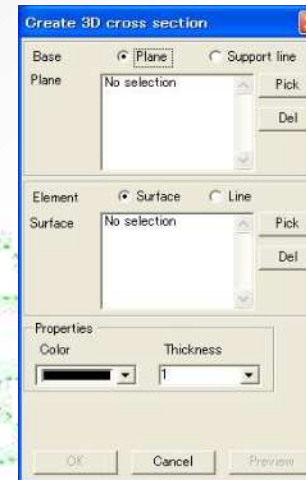 Create 3D cross section
Base Plane Support line
Plane No selection Pick
Del
Element Surface Line
Surface No selection Pick
Del
Properties
Color Thickness
1
OK Cancel Preview